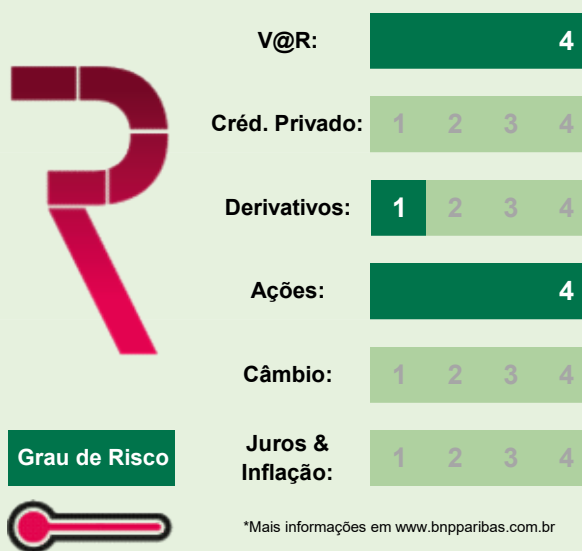 V@R: 4
Créd. Privado: 1 2 3 4
Derivativos: 1 2 3 4
Ações: 4
Câmbio: 1 2 3 4
Grau de Risco
Juros &
Inflação: 1 2 3 4
*Mais informações em www.bnpparibas.com.br